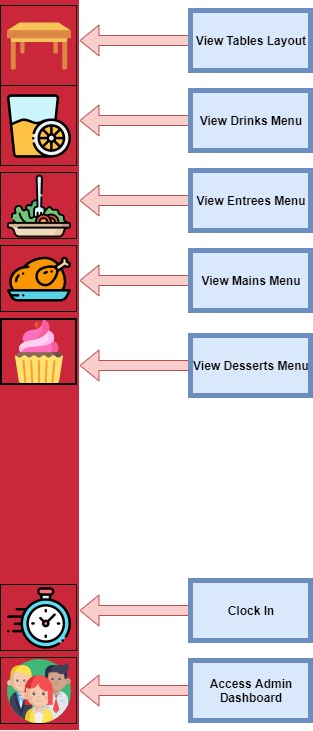 View Tables Layout
View Drinks Menu
View Entrees Menu
View Mains Menu
View Desserts Menu
Clock In
Access Admin
Dashboard